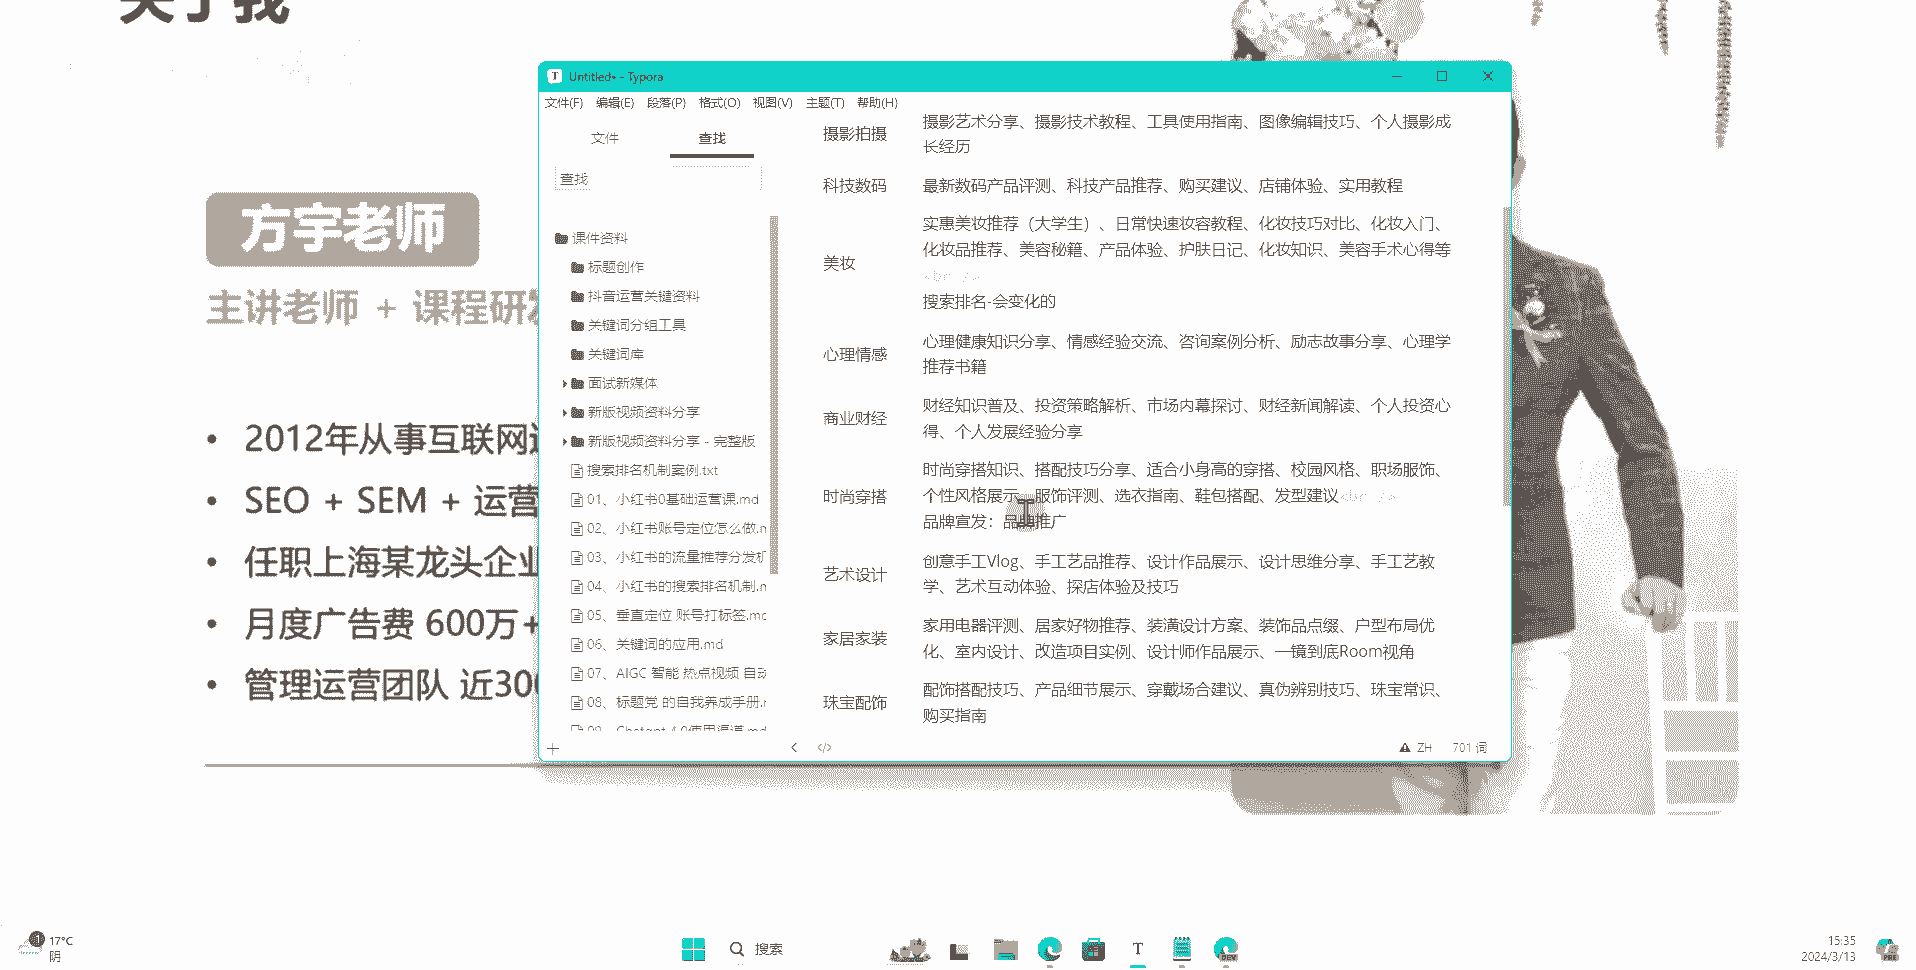 关于我
方宇老师
主讲老师 + 课程研发
2012年从事互联网
SEO + SEM + 运营
任职上海某龙头企业
月度广告费 600万+
管理运营团队 近300
Untitled• - Typora
文件(F) 编辑(E) 段落(P) 格式(O) 视图(V) 主题(T) 帮助(H)
文件 查找
查找
课件资料
标题创作
抖音运营关键资料
关键词分组工具
关键词库
面试新媒体
新版视频资料分享
新版视频资料分享 - 完整版
搜索排名机制案例.txt
01、小红书0基础运营课.md
02、小红书账号定位怎么做.m
03、小红书的流量推荐分发机
04、小红书的搜索排名机制.m
05、垂直定位 账号打标签.mc
06、关键词的应用.md
07、AIGC 智能 热点视频 自动
08、标题党 的自我养成手册.r
09、Chatgpt 4.0使用渠道.md
摄影拍摄
摄影艺术分享、摄影技术教程、工具使用指南、图像编辑技巧、个人摄影成
长经历
科技数码
最新数码产品评测、科技产品推荐、购买建议、店铺体验、实用教程
美妆
实惠美妆推荐（大学生）、日常快速妆容教程、化妆技巧对比、化妆入门、
化妆品推荐、美容秘籍、产品体验、护肤日记、化妆知识、美容手术心得等
<br />
搜索排名-会变化的
心理情感
心理健康知识分享、情感经验交流、咨询案例分析、励志故事分享、心理学
推荐书籍
商业财经
财经知识普及、投资策略解析、市场内幕探讨、财经新闻解读、个人投资心
得、个人发展经验分享
时尚穿搭
时尚穿搭知识、搭配技巧分享、适合小身高的穿搭、校园风格、职场服饰、
个性风格展示、服饰评测、选衣指南、鞋包搭配、发型建议<br />
品牌宣发：品牌推广
艺术设计
创意手工Vlog、手工艺品推荐、设计作品展示、设计思维分享、手工艺教
学、艺术互动体验、探店体验及技巧
家居家装
家用电器评测、居家好物推荐、装潢设计方案、装饰品点缀、户型布局优
化、室内设计、改造项目实例、设计师作品展示、一镜到底Room视角
珠宝配饰
配饰搭配技巧、产品细节展示、穿戴场合建议、真伪辨别技巧、珠宝常识、
购买指南
ZH 701 词
1
17°C
阴
搜索
T
DEV
15:35
2024/3/13
PRE